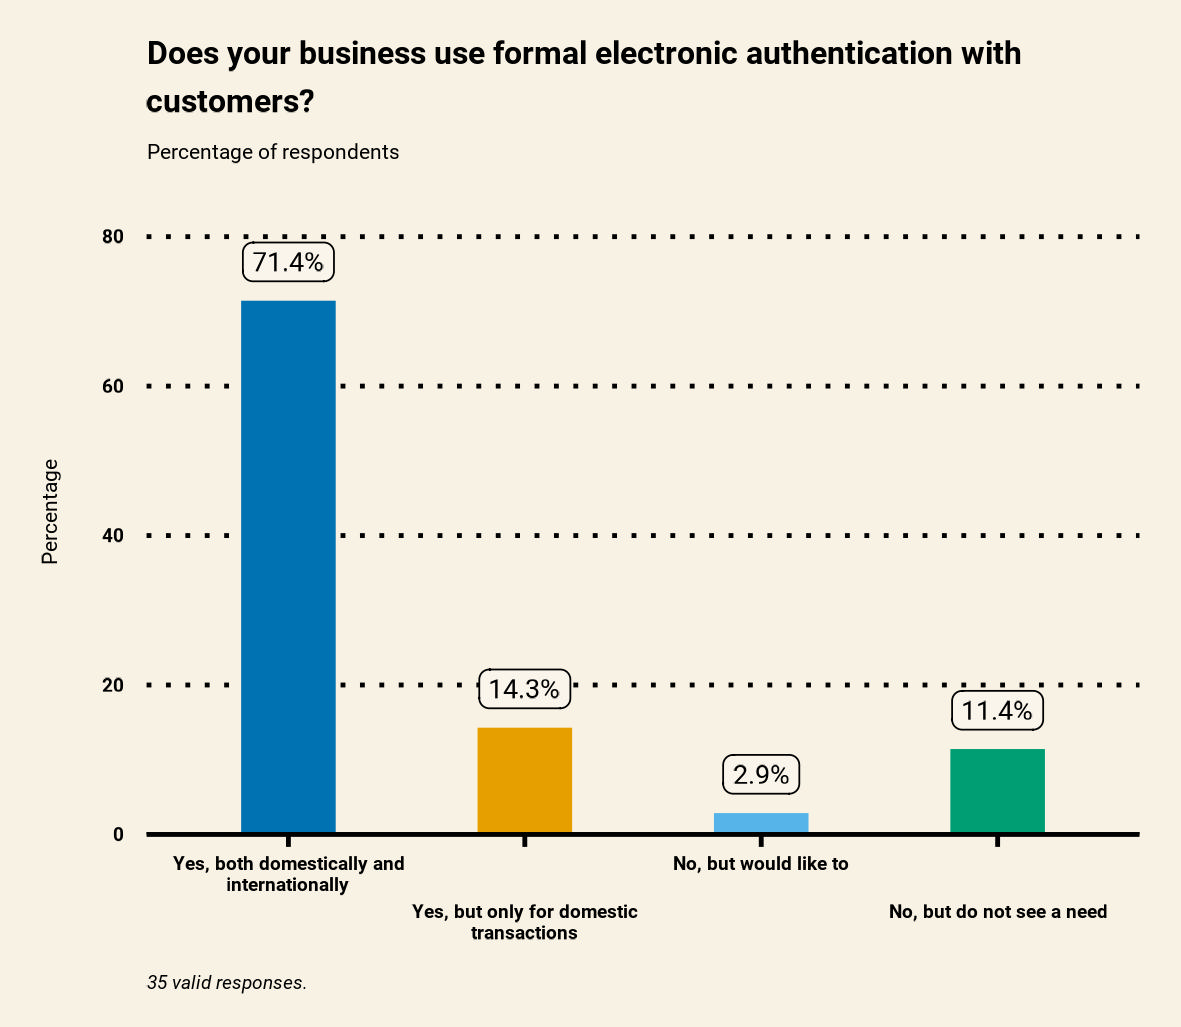 Does your business use formal electronic authentication with
customers?
Percentage of respondents
80
71.4%
60
Percentage
40
20
14.3%
11.4%
2.9%
0
Yes, both domestically and
internationally
No, but would like to
Yes, but only for domestic
transactions
No, but do not see a need
35 valid responses.